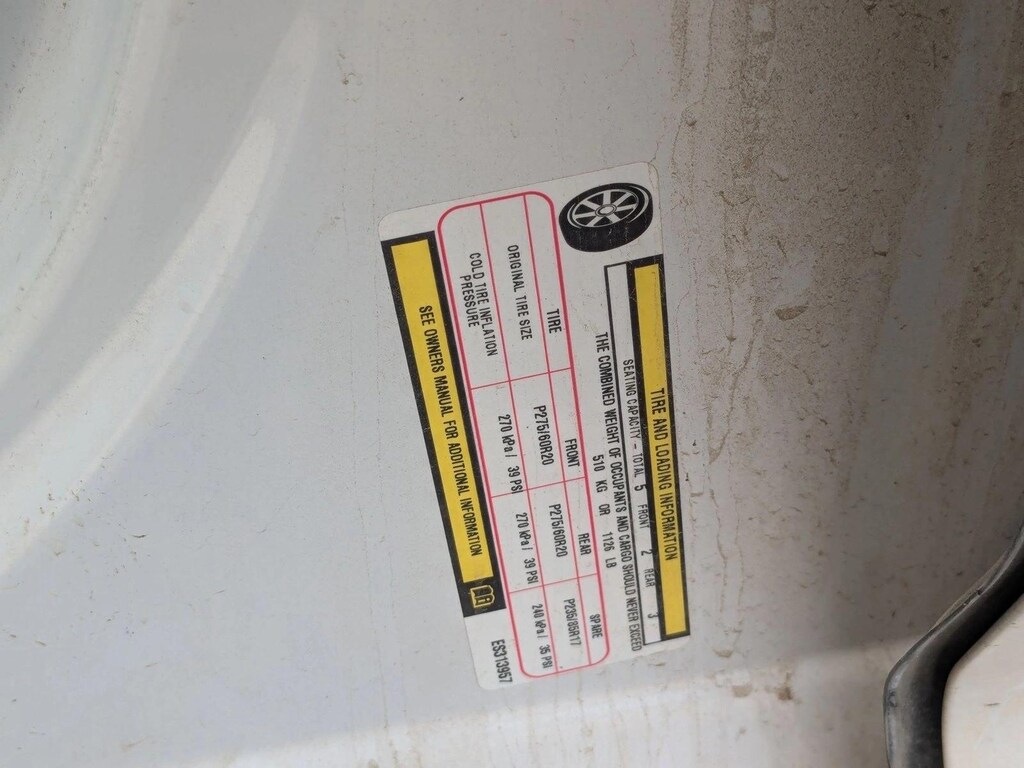 TIRE AND LOADING INFORMATION
SEATING CAPACITY - TOTAL 5 FRONT 2 REAR 3
THE COMBINED WEIGHT OF OCCUPANTS AND CARGO SHOULD NEVER EXCEED
510 KG OR 1126 LB
TIRE FRONT REAR SPARE
ORIGINAL TIRE SIZE P275/60R20 P275/60R20 P235/85R17
COLD TIRE INFLATION
PRESSURE 270 kPa/ 39 PSI 270 kPa/ 39 PSI 240 kPa/ 35 PSI
SEE OWNERS MANUAL FOR ADDITIONAL INFORMATION
ES313957